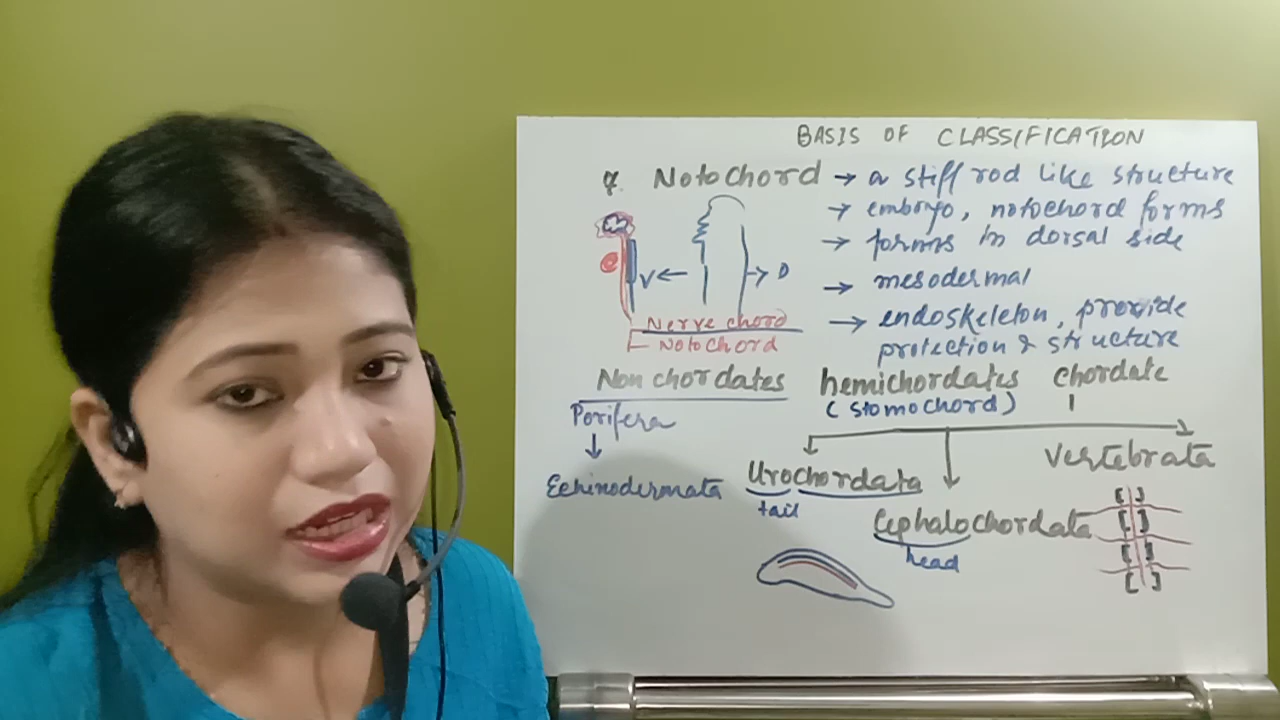 BASIS OF CLASSIFICATION
7. Notochord → a stiff rod like structure
→ embryo, notochord forms
→ forms in dorsal side
V ← → D
→ mesodermal
→ endoskeleton, provide
protection & structure
Nerve chord
Notochord
Non chordates hemichordates chordate
(stomochord)
Porifera
↓
Echinodermata
Urochordata
tail
Cephalochordata
head
Vertebrata